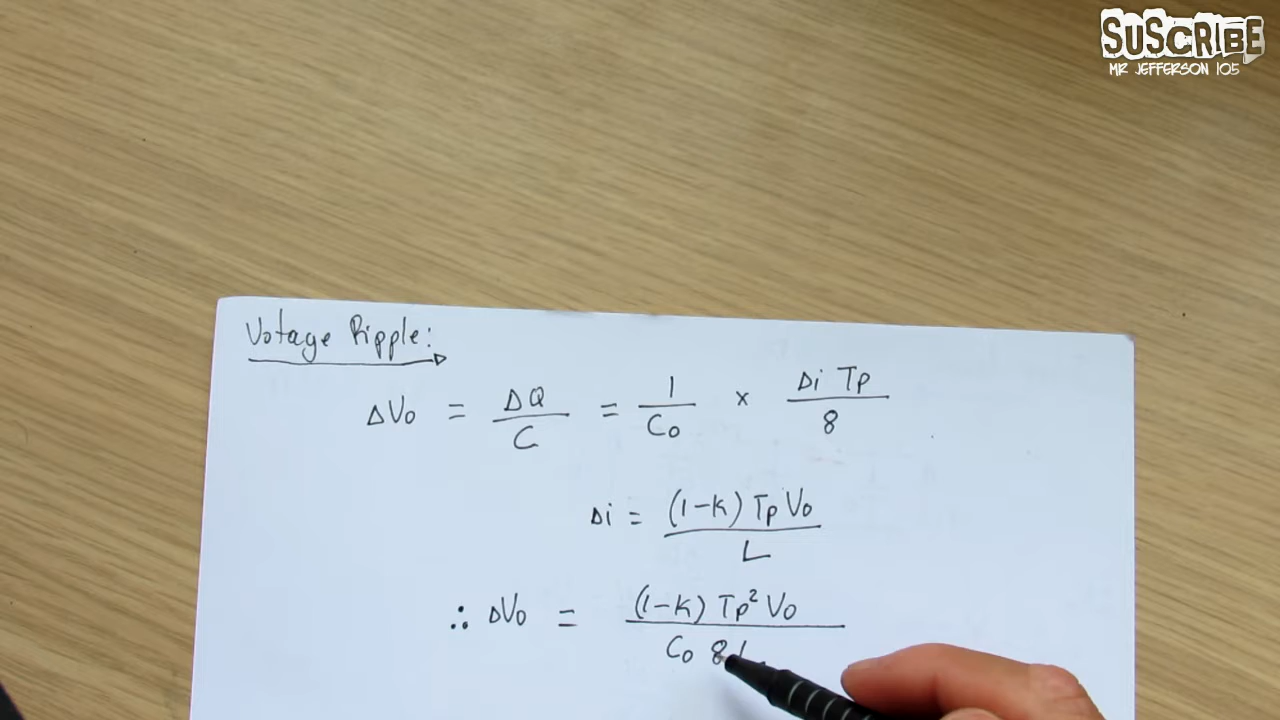 SUSCRIBE
MR JEFFERSON 105
Votage Ripple:
ΔVo = ΔQ/C = 1/Co × Δi Tp/8
Δi = (1-K) Tp Vo/L
∴ ΔVo = (1-K) Tp² Vo/Co 8L